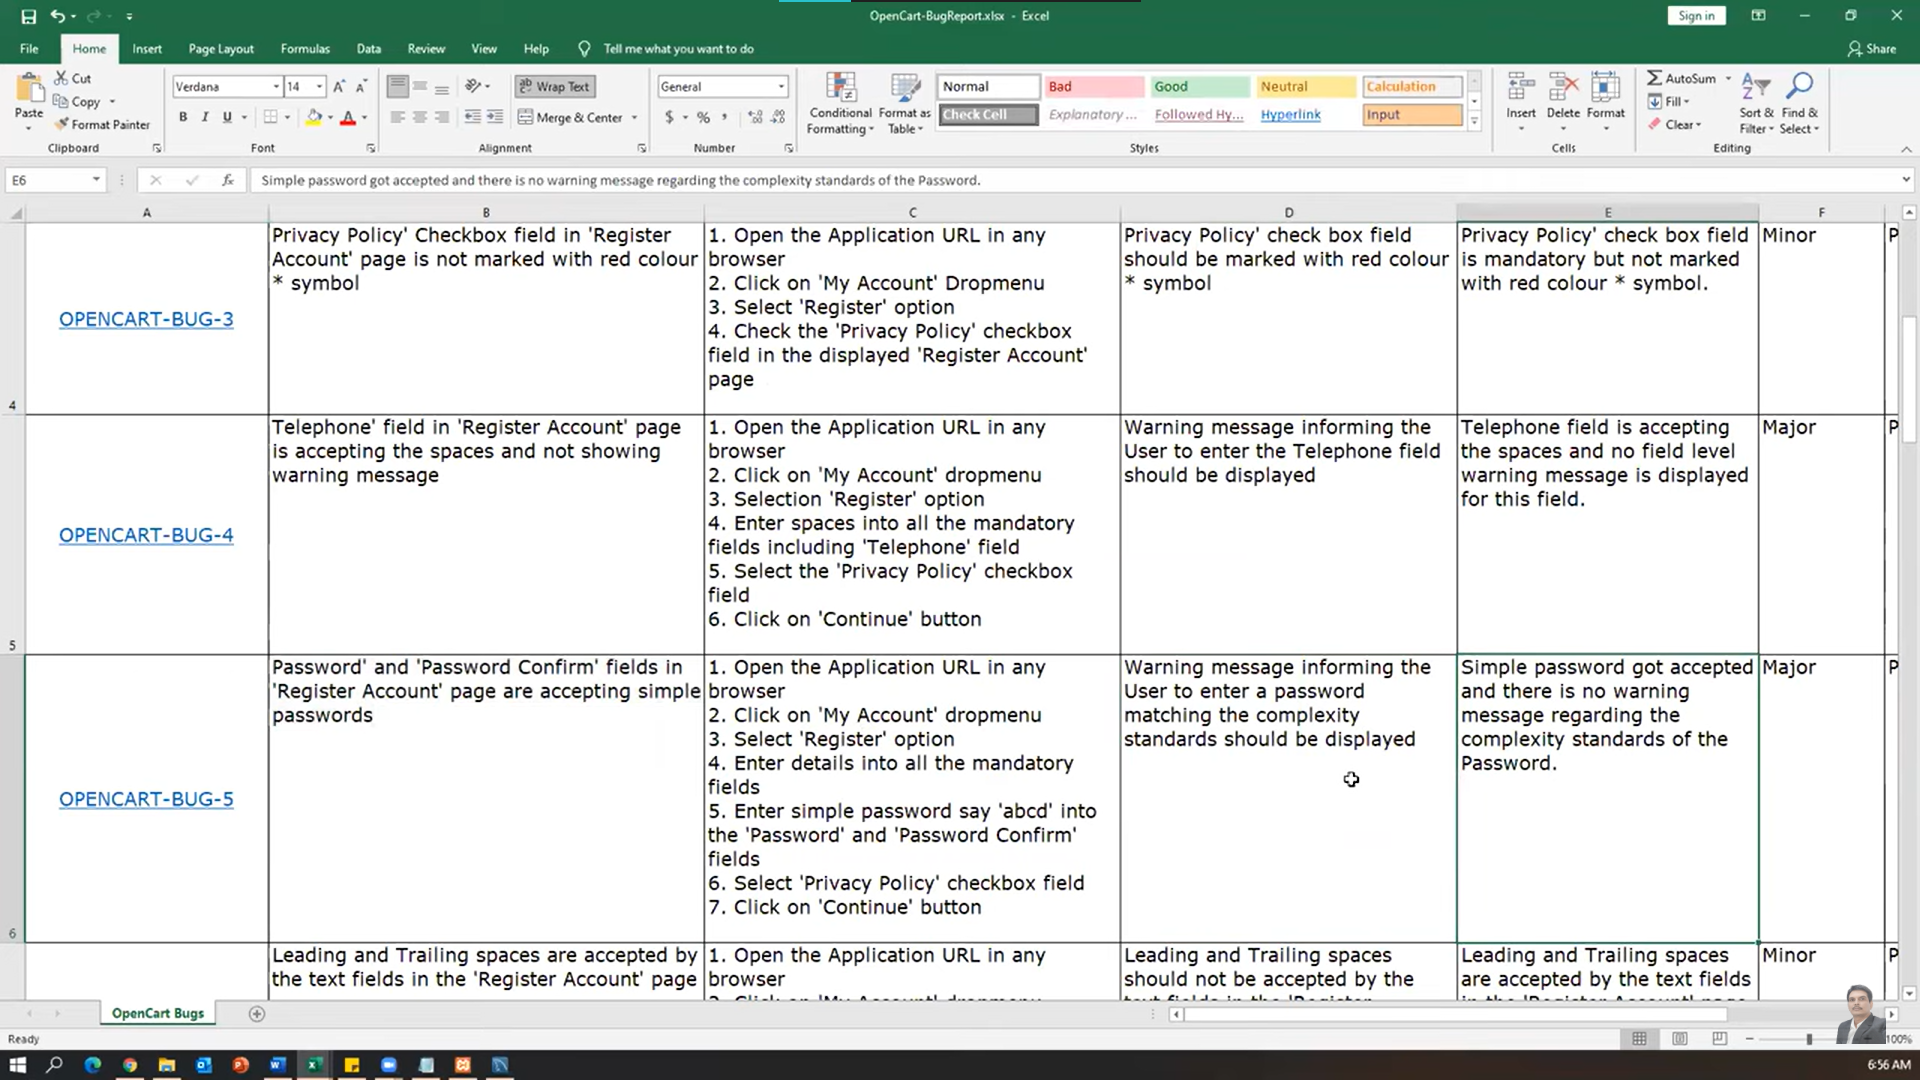 OpenCart-BugReport.xlsx - Excel
Sign in
File Home Insert Page Layout Formulas Data Review View Help Tell me what you want to do
Share
Paste
Cut
Copy
Format Painter
Clipboard
Verdana 14
B I U
Font
Wrap Text
Merge & Center
Alignment
General
$ % ,
Number
Conditional Formatting
Format as Table
Normal Bad Good Neutral Calculation
Check Cell Explanatory ... Followed Hy... Hyperlink Input
Styles
Insert Delete Format
Cells
AutoSum
Fill
Clear
Sort & Filter
Find & Select
Editing
E6
fx
Simple password got accepted and there is no warning message regarding the complexity standards of the Password.
A B C D E F
4
OPENCART-BUG-3
Privacy Policy' Checkbox field in 'Register
Account' page is not marked with red colour
* symbol
1. Open the Application URL in any
browser
2. Click on 'My Account' Dropmenu
3. Select 'Register' option
4. Check the 'Privacy Policy' checkbox
field in the displayed 'Register Account'
page
Privacy Policy' check box field
should be marked with red colour
* symbol
Privacy Policy' check box field
is mandatory but not marked
with red colour * symbol.
Minor
P
5
OPENCART-BUG-4
Telephone' field in 'Register Account' page
is accepting the spaces and not showing
warning message
1. Open the Application URL in any
browser
2. Click on 'My Account' dropmenu
3. Selection 'Register' option
4. Enter spaces into all the mandatory
fields including 'Telephone' field
5. Select the 'Privacy Policy' checkbox
field
6. Click on 'Continue' button
Warning message informing the
User to enter the Telephone field
should be displayed
Telephone field is accepting
the spaces and no field level
warning message is displayed
for this field.
Major
P
6
OPENCART-BUG-5
Password' and 'Password Confirm' fields in
'Register Account' page are accepting simple
passwords
1. Open the Application URL in any
browser
2. Click on 'My Account' dropmenu
3. Select 'Register' option
4. Enter details into all the mandatory
fields
5. Enter simple password say 'abcd' into
the 'Password' and 'Password Confirm'
fields
6. Select 'Privacy Policy' checkbox field
7. Click on 'Continue' button
Warning message informing the
User to enter a password
matching the complexity
standards should be displayed
Simple password got accepted
and there is no warning
message regarding the
complexity standards of the
Password.
Major
P
Leading and Trailing spaces are accepted by
the text fields in the 'Register Account' page
1. Open the Application URL in any
browser
2. Click on 'My Account' dropmenu
Leading and Trailing spaces
should not be accepted by the
text fields in the 'Register
Leading and Trailing spaces
are accepted by the text fields
in the 'Register Account' page
Minor
P
OpenCart Bugs
Ready
100%
6:56 AM